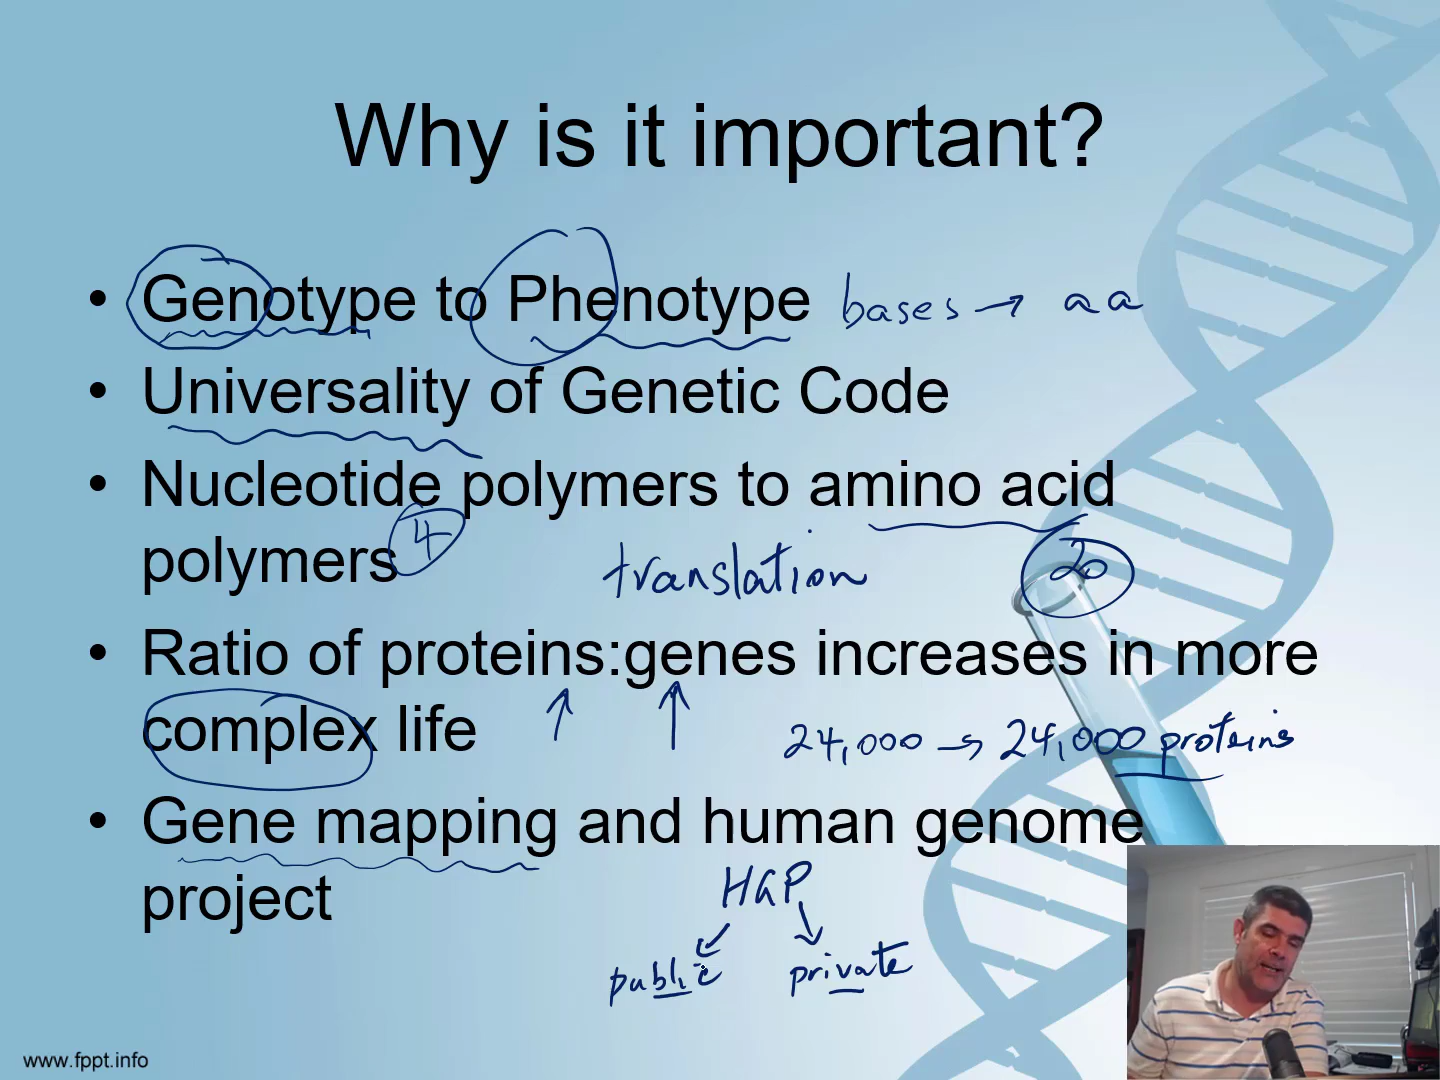 Why is it important?
• Genotype to Phenotype bases → aa
• Universality of Genetic Code
• Nucleotide polymers to amino acid
polymers 4 translation 20
• Ratio of proteins:genes increases in more
complex life ↑ ↑ 24,000 → 24,000 proteins
• Gene mapping and human genome
project HGP
public private
www.fppt.info